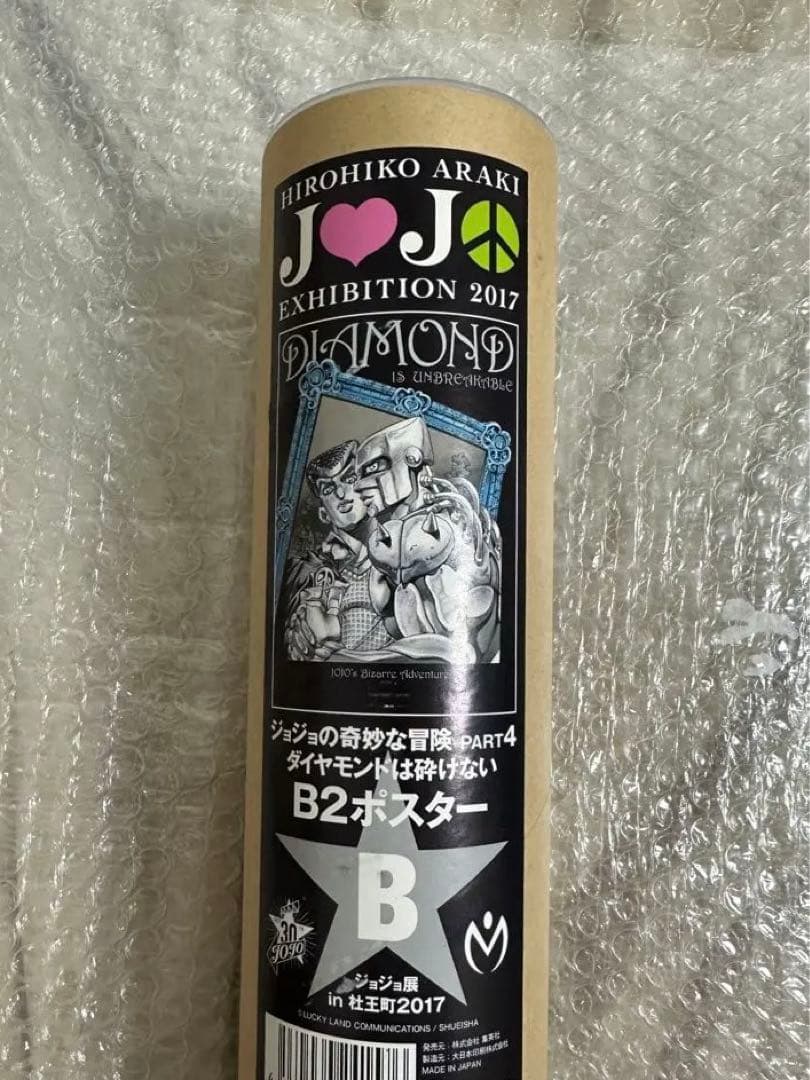 HIROHIKO ARAKI
JOJO
EXHIBITION 2017
DIAMOND
IS UNBREAKABLE
JOJO's Bizarre Adventure
ジョジョの奇妙な冒険 PART4
ダイヤモンドは砕けない
B2ポスター
B
30
JOJO
ジョジョ展
in 杜王町2017
©LUCKY LAND COMMUNICATIONS / SHUEISHA
発売元:株式会社 集英社
製造元:大日本印刷株式会社
MADE IN JAPAN